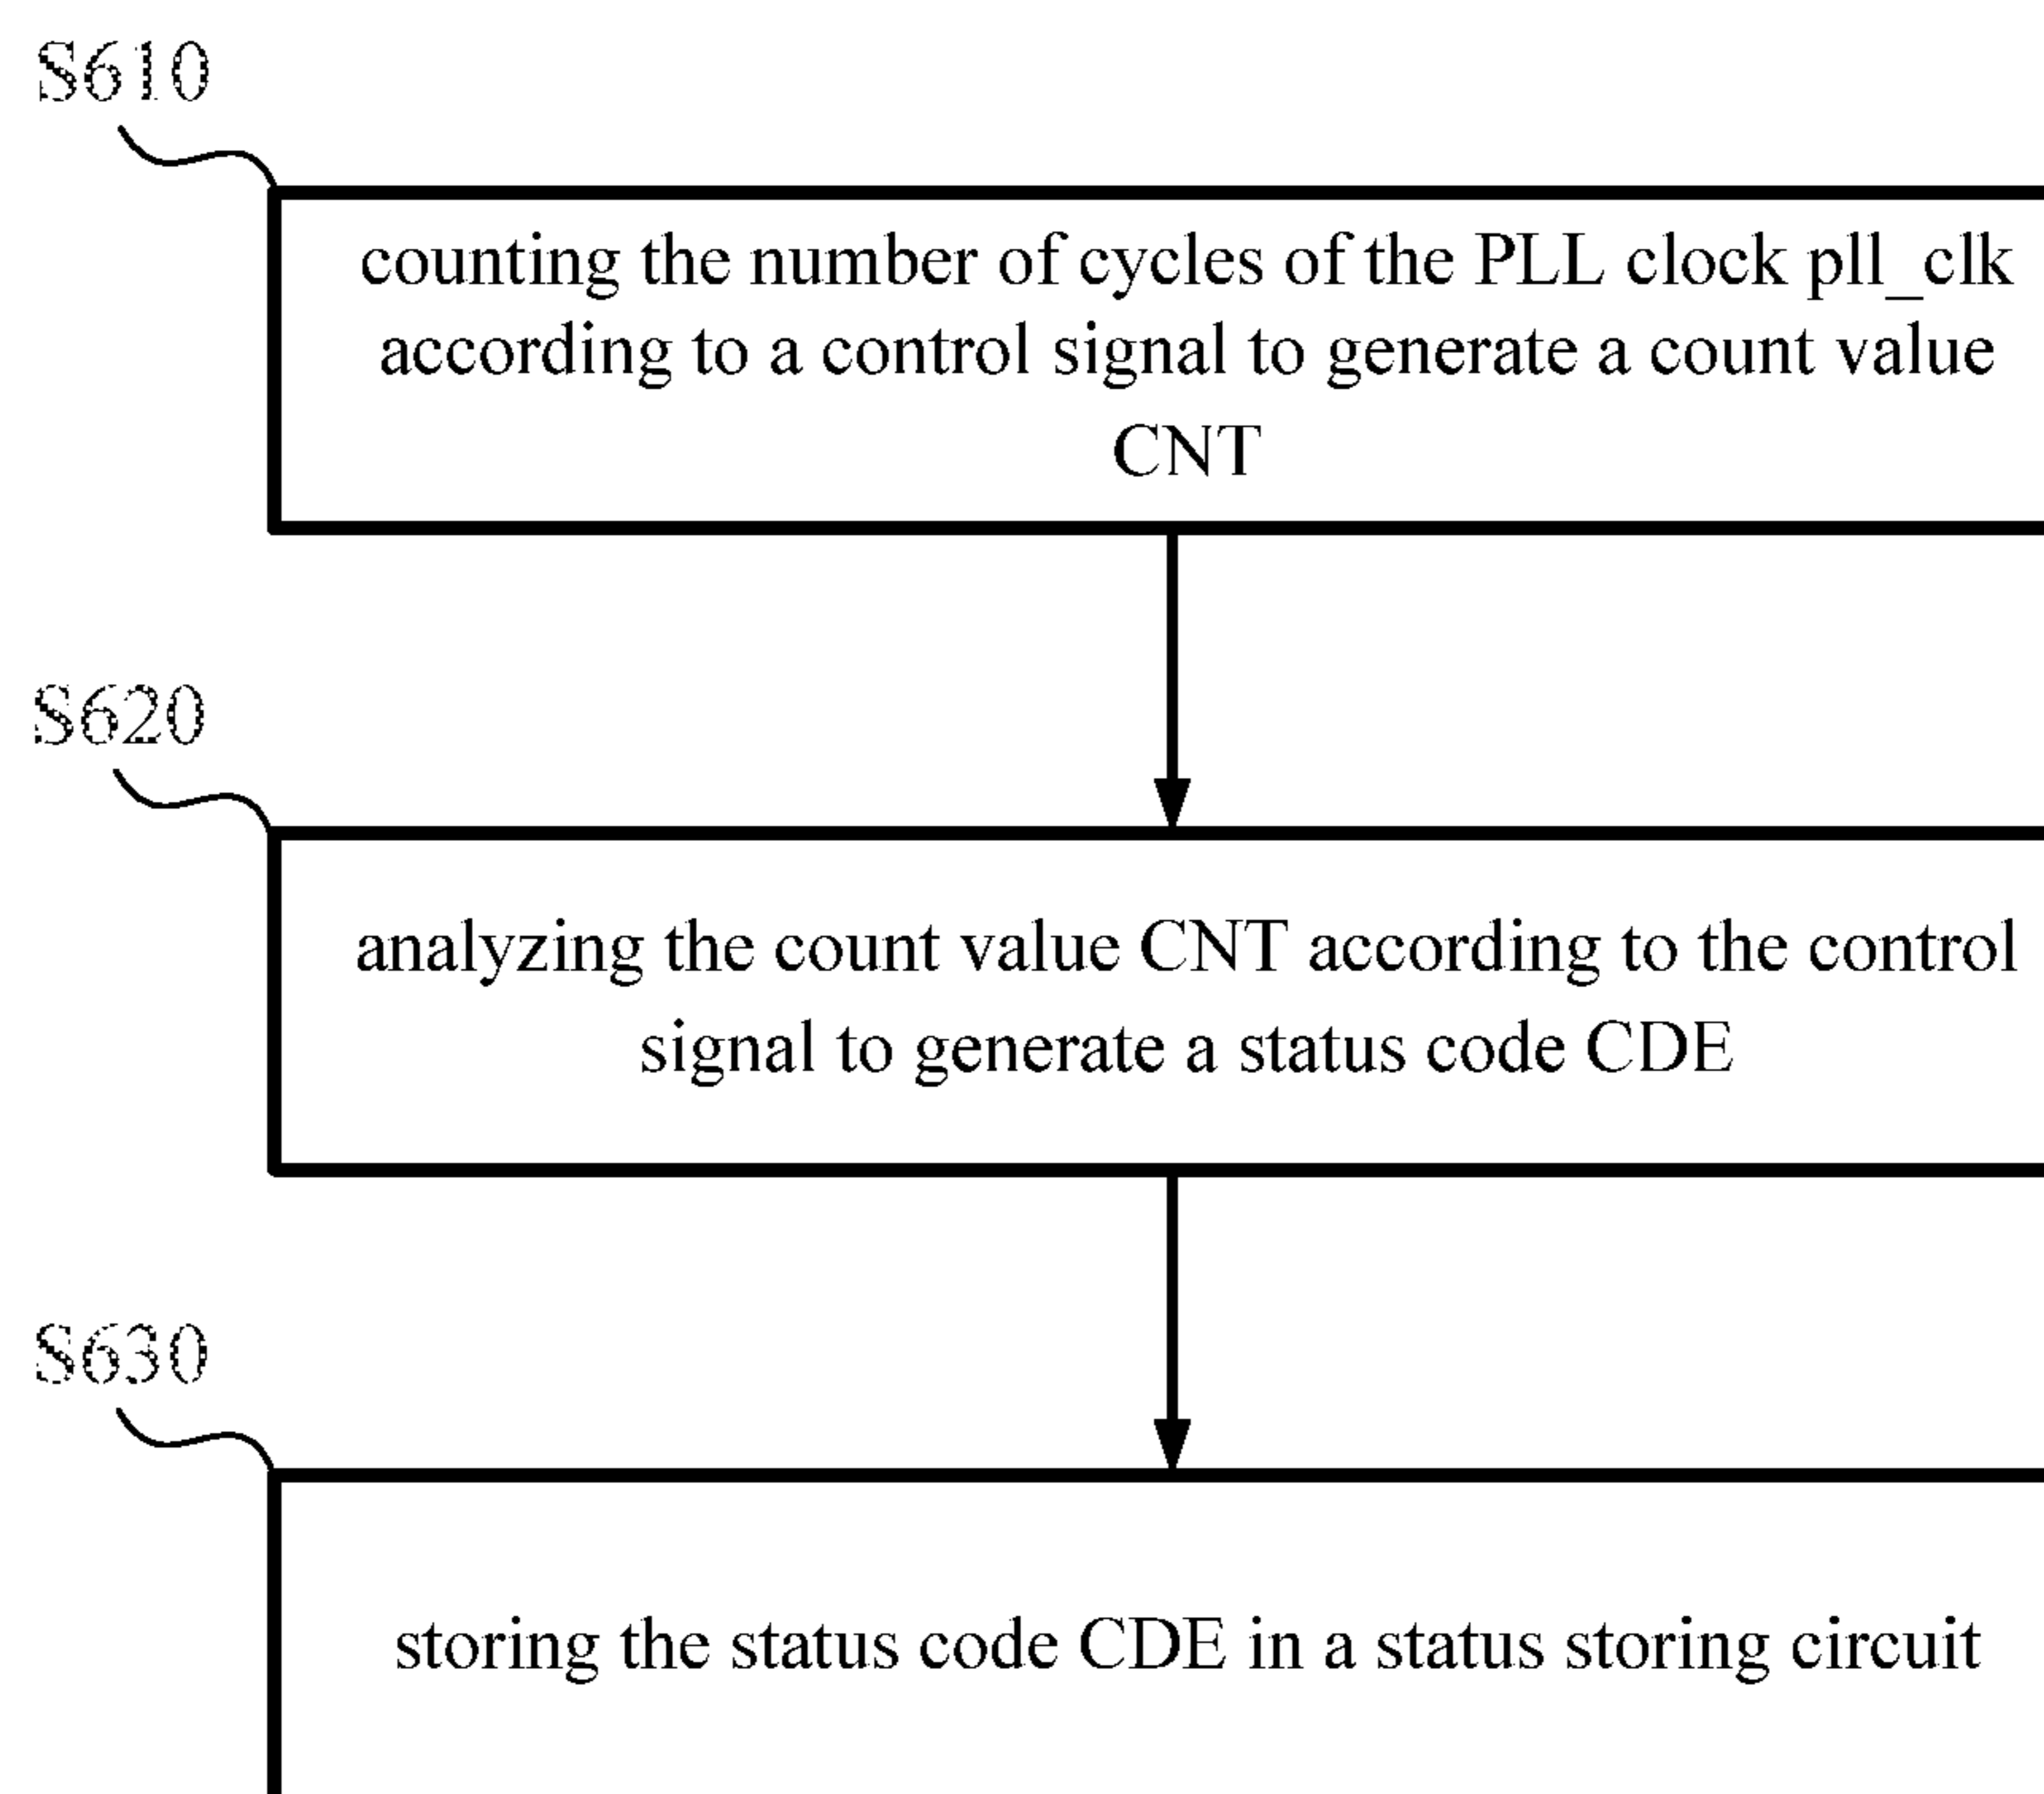 S610
counting the number of cycles of the PLL clock pll_clk
according to a control signal to generate a count value
CNT
S620
analyzing the count value CNT according to the control
signal to generate a status code CDE
S630
storing the status code CDE in a status storing circuit